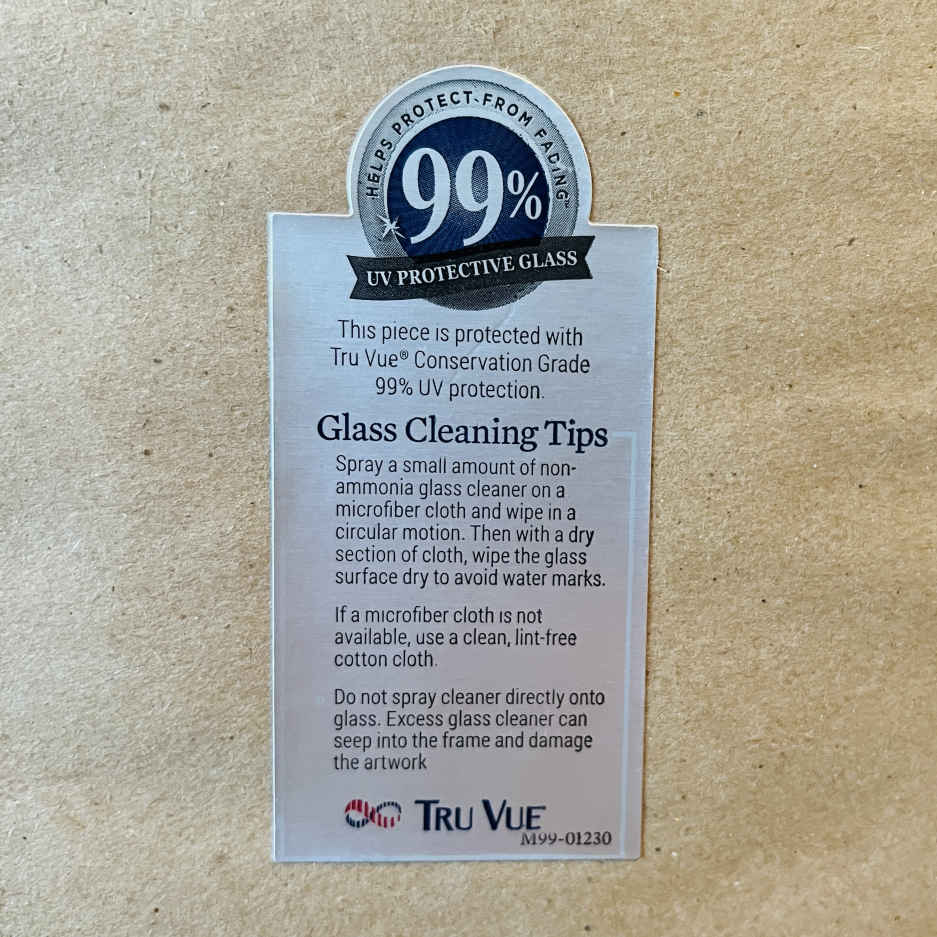 HELPS PROTECT FROM FADING™
99%
UV PROTECTIVE GLASS
This piece is protected with
Tru Vue® Conservation Grade
99% UV protection.
Glass Cleaning Tips
Spray a small amount of non-
ammonia glass cleaner on a
microfiber cloth and wipe in a
circular motion. Then with a dry
section of cloth, wipe the glass
surface dry to avoid water marks.
If a microfiber cloth is not
available, use a clean, lint-free
cotton cloth.
Do not spray cleaner directly onto
glass. Excess glass cleaner can
seep into the frame and damage
the artwork
TRU VUE
M99-01230